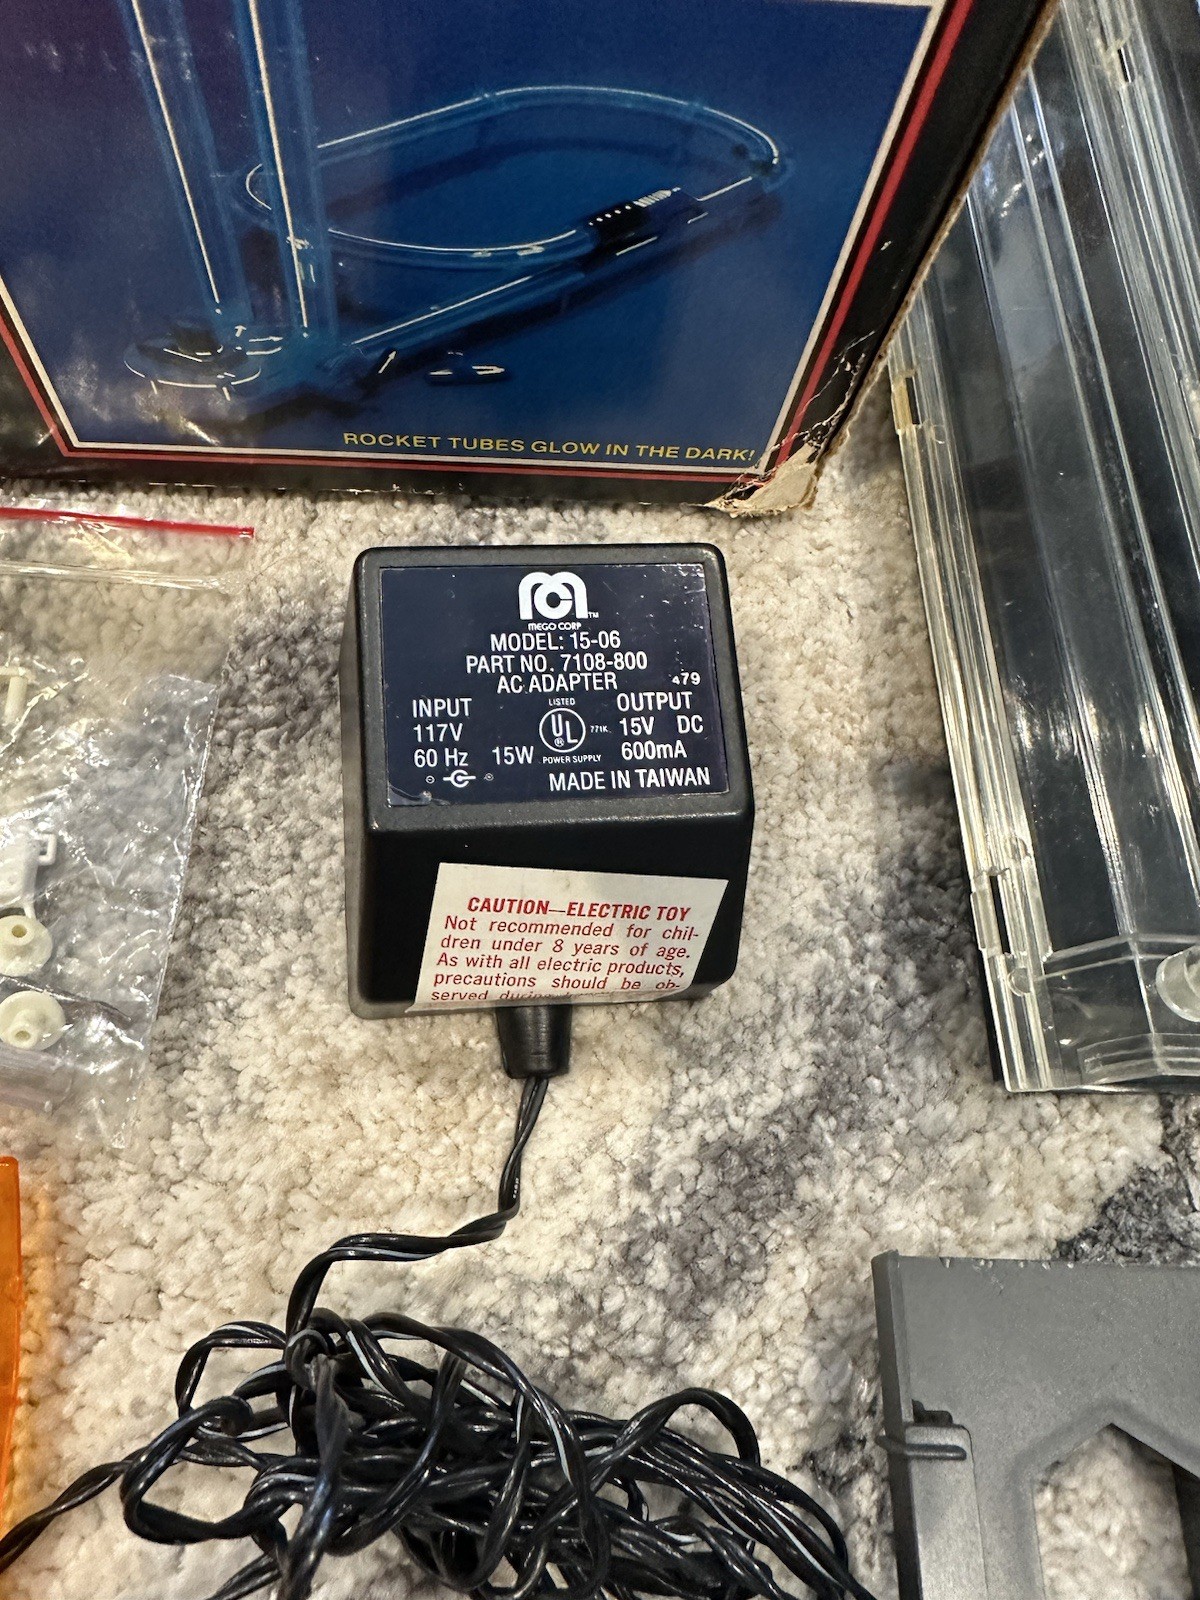 ROCKET TUBES GLOW IN THE DARK!
MC™
MEGO CORP
MODEL: 15-06
PART NO. 7108-800
AC ADAPTER
479
INPUT
117V
60 Hz 15W
LISTED
UL®
771K
POWER SUPPLY
OUTPUT
15V DC
600mA
MADE IN TAIWAN
CAUTION—ELECTRIC TOY
Not recommended for chil-
dren under 8 years of age.
As with all electric products,
precautions should be ob-
served during